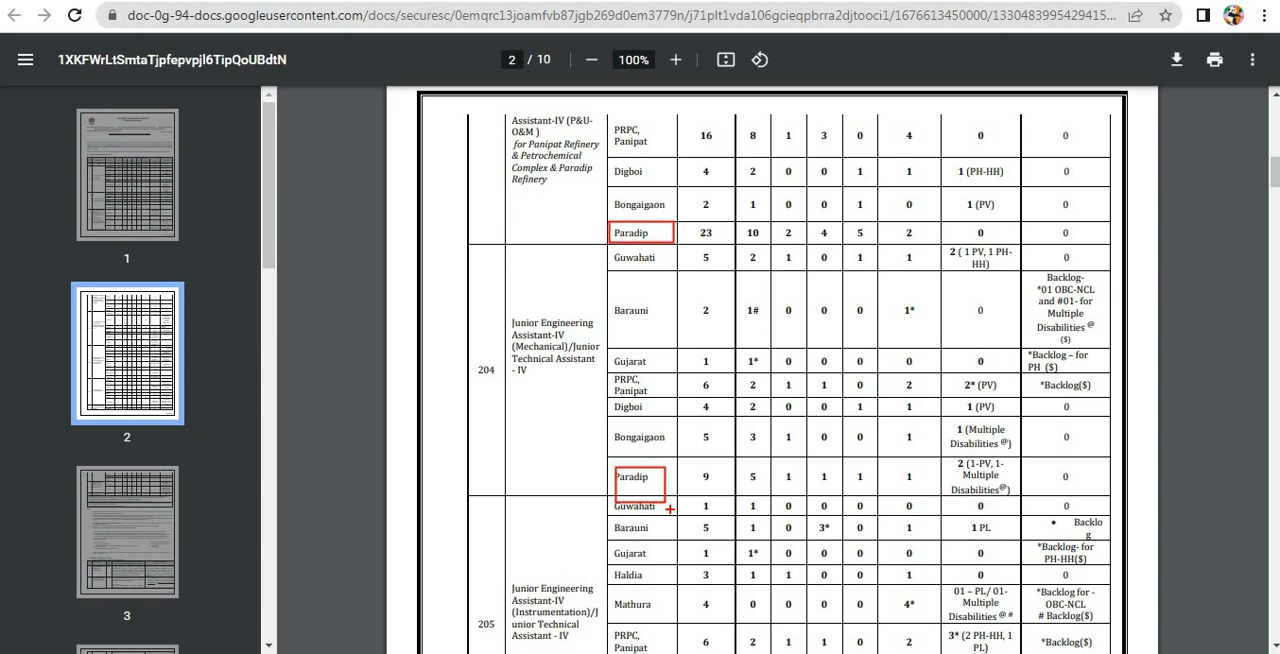 doc-0g-94-docs.googleusercontent.com/docs/securesc/0emqrc13joamfvb87jgb269d0em3779n/j71plt1vda106gcieqpbrra2djtooci1/1676613450000/1330483995429415...
1XKFWrLtSmtaTjpfepvpjl6TipQoUBdtN
2 / 10
100%
1
2
3
Assistant-IV (P&U-
O&M )
for Panipat Refinery
& Petrochemical
Complex & Paradip
Refinery
PRPC,
Panipat
16 8 1 3 0 4 0 0
Digboi 4 2 0 0 1 1 1 (PH-HH) 0
Bongaigaon 2 1 0 0 1 0 1 (PV) 0
Paradip 23 10 2 4 5 2 0 0
204
Junior Engineering
Assistant-IV
(Mechanical)/Junior
Technical Assistant
- IV
Guwahati 5 2 1 0 1 1 2 ( 1 PV, 1 PH-
HH) 0
Barauni 2 1# 0 0 0 1* 0
Backlog-
*01 OBC-NCL
and #01- for
Multiple
Disabilities @
($)
Gujarat 1 1* 0 0 0 0 0 *Backlog – for
PH ($)
PRPC,
Panipat
6 2 1 1 0 2 2* (PV) *Backlog($)
Digboi 4 2 0 0 1 1 1 (PV) 0
Bongaigaon 5 3 1 0 0 1 1 (Multiple
Disabilities @) 0
Paradip 9 5 1 1 1 1 2 (1-PV, 1-
Multiple
Disabilities@) 0
205
Junior Engineering
Assistant-IV
(Instrumentation)/J
unior Technical
Assistant - IV
Guwahati 1 1 0 0 0 0 0 0
Barauni 5 1 0 3* 0 1 1 PL • Backlo
g
Gujarat 1 1* 0 0 0 0 0 *Backlog- for
PH-HH($)
Haldia 3 1 1 0 0 1 0 0
Mathura 4 0 0 0 0 4* 01 – PL/ 01-
Multiple
Disabilities @ #
*Backlog for -
OBC-NCL
# Backlog($)
PRPC,
Panipat
6 2 1 1 0 2 3* (2 PH-HH, 1
PL) *Backlog($)